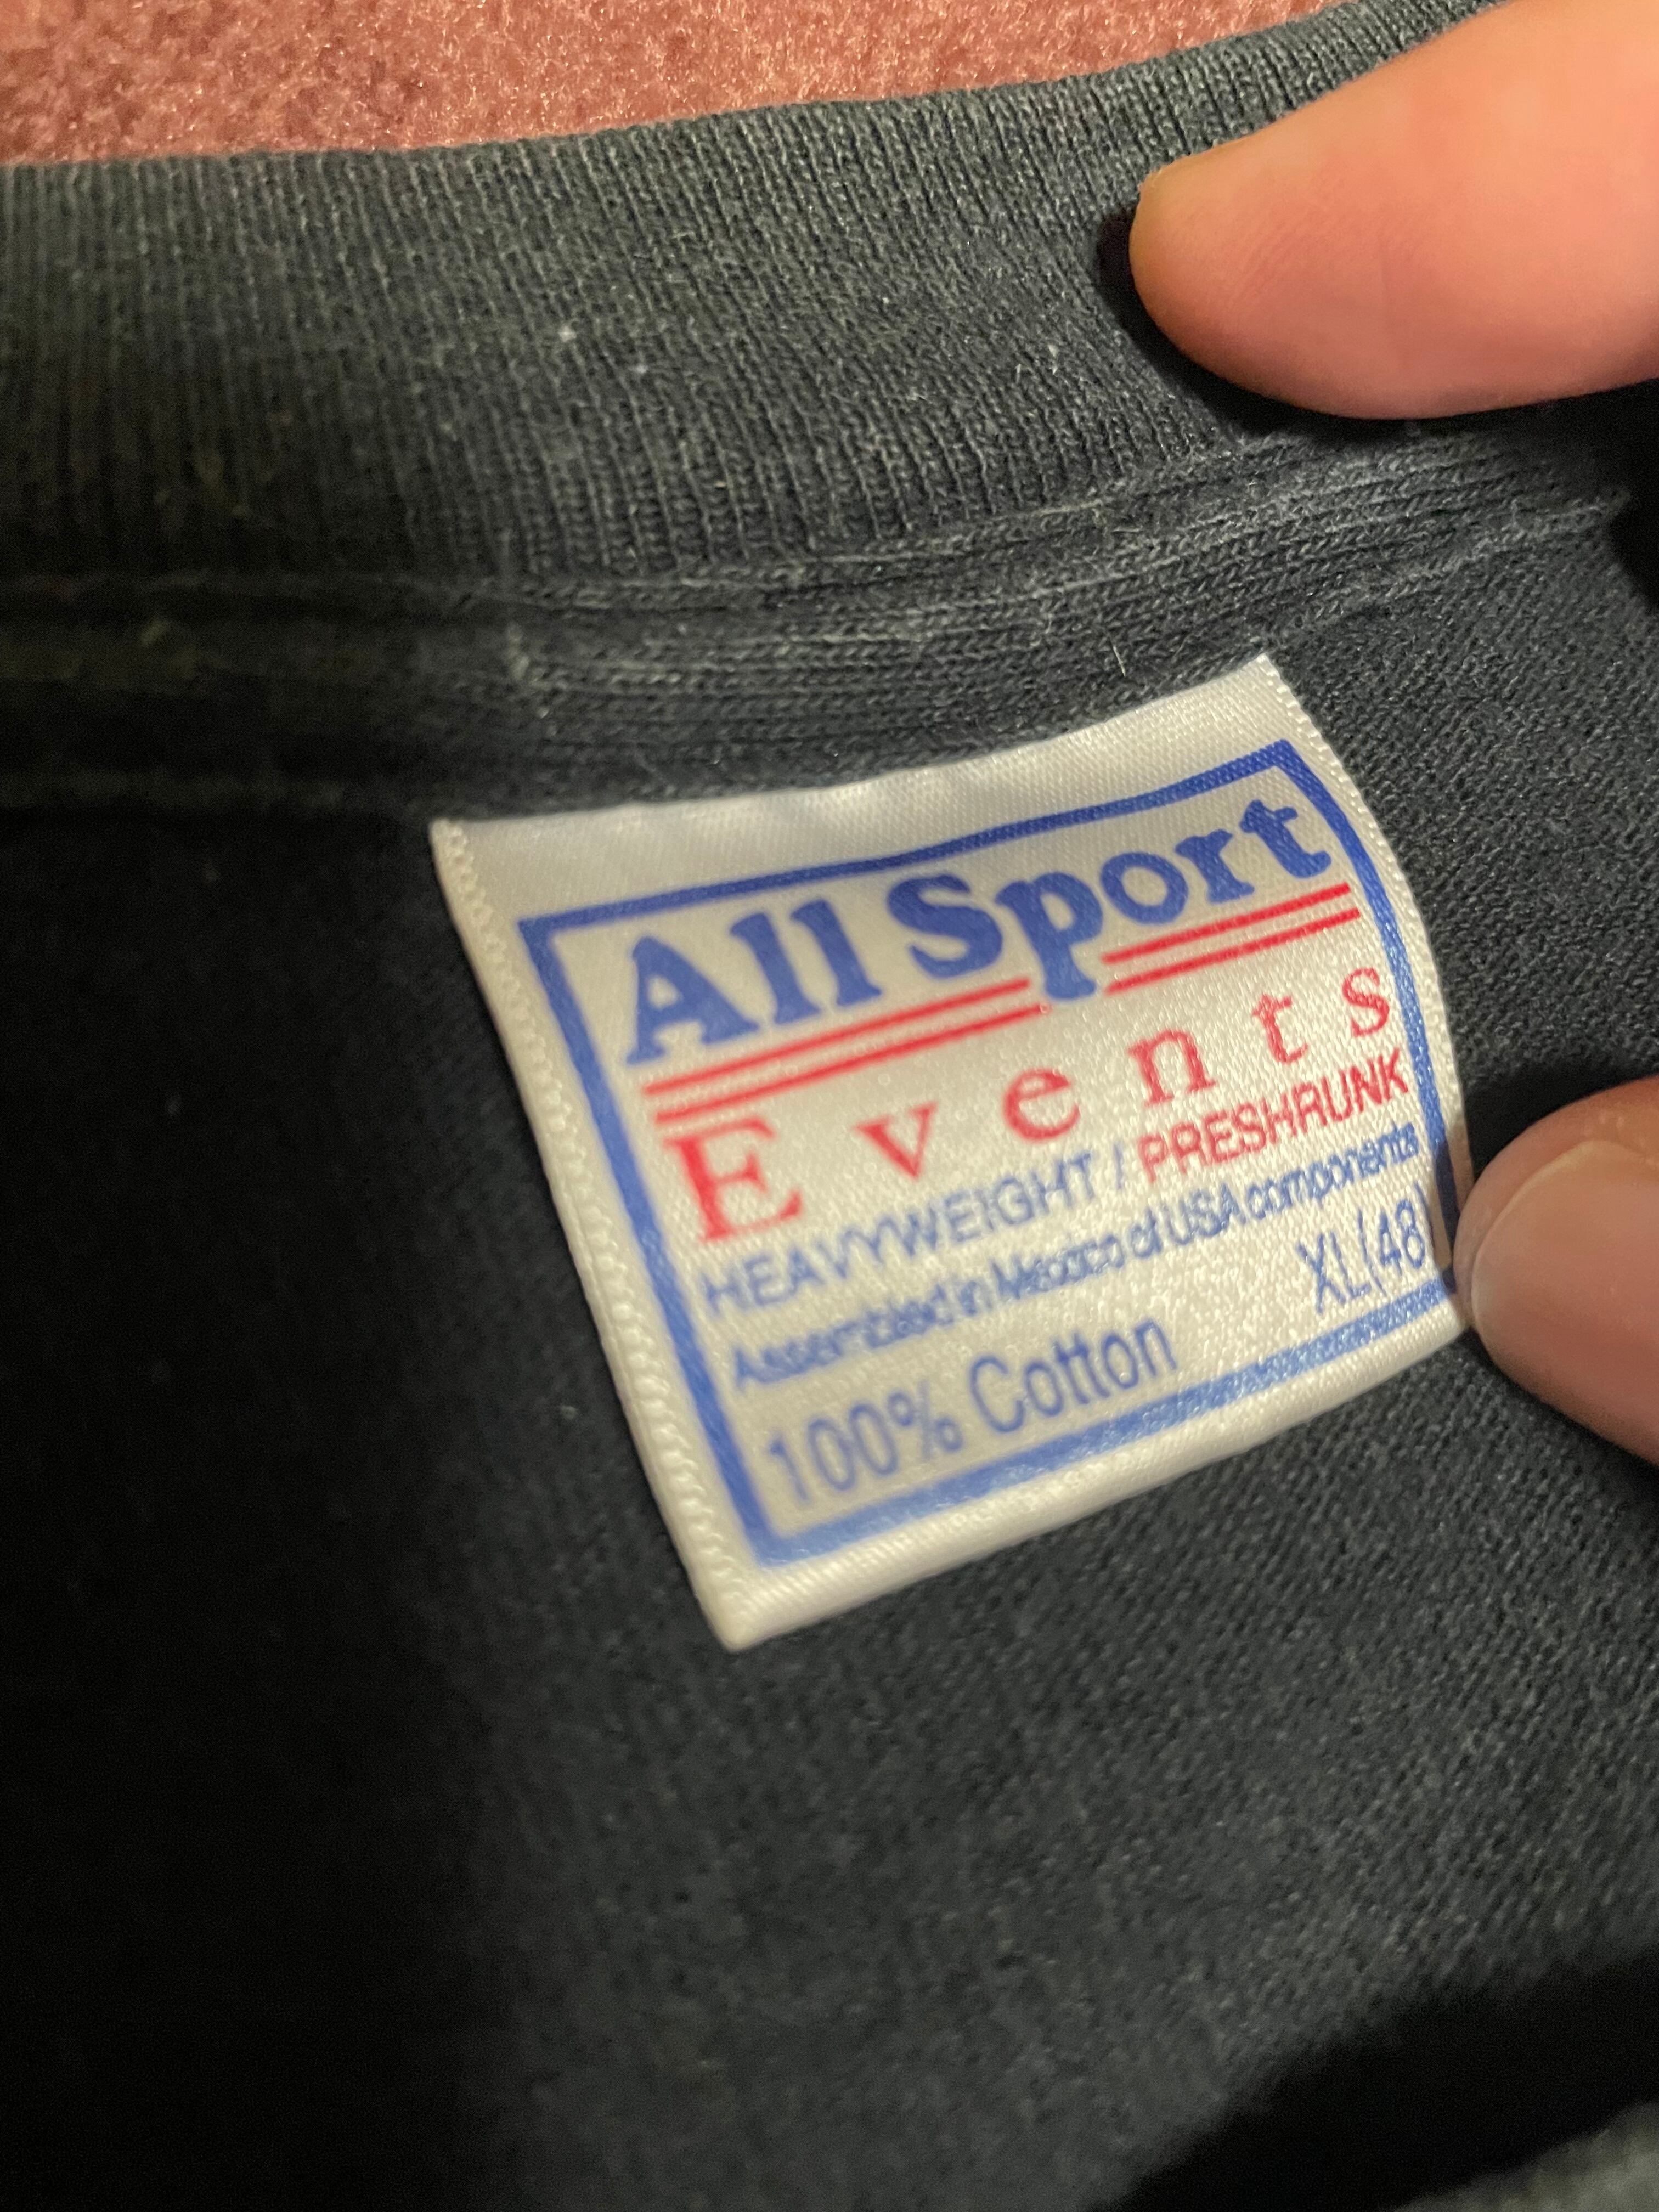 All Sport
Events
HEAVYWEIGHT / PRESHRUNK
Assembled in Mexico of USA components
XL(48)
100% Cotton